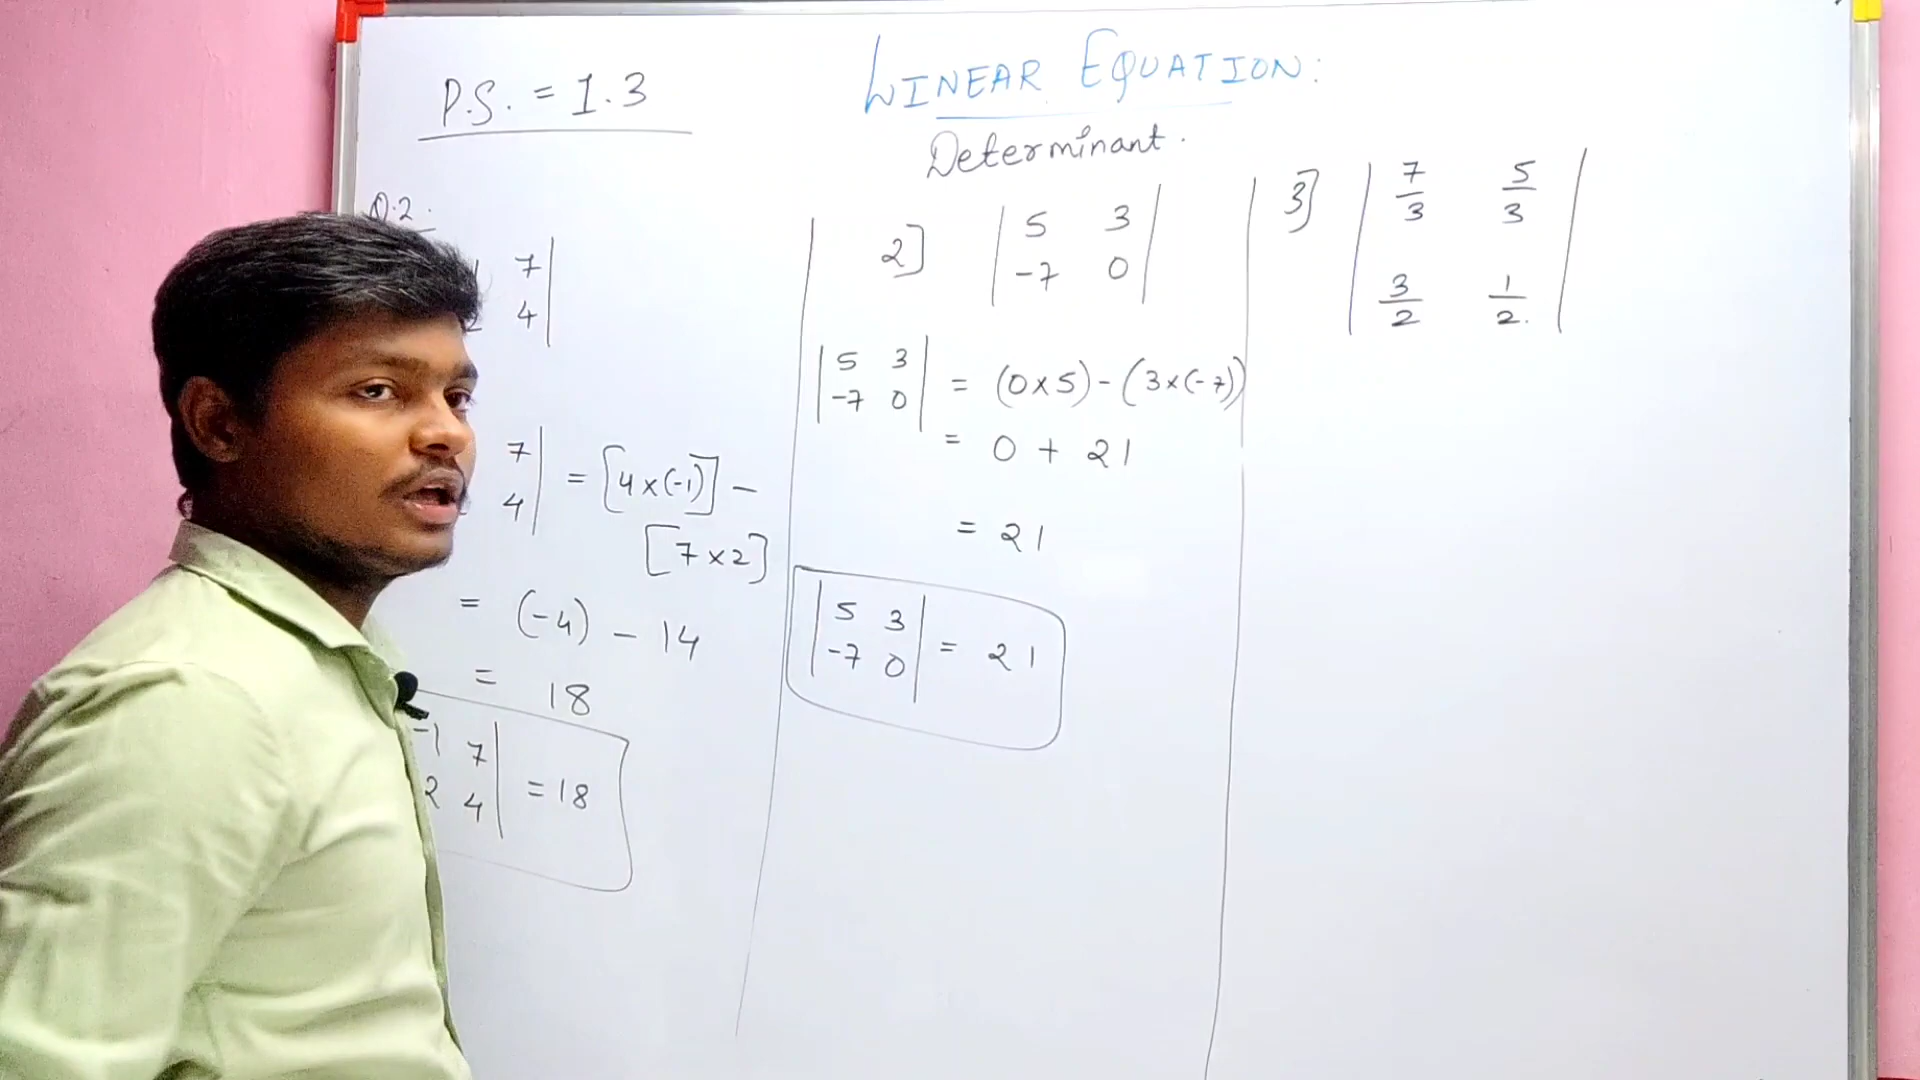 P.S. = 1.3
LINEAR EQUATION:
Determinant.
Q.2.
7
4
7 | = [4×(-1)] -
4 | [7×2]
= (-4) - 14
= 18
-1 7
2 4 | = 18
2] | 5 3 |
| -7 0 |
| 5 3 |
| -7 0 | = (0×5) - (3×(-7))
= 0 + 21
= 21
| 5 3 |
| -7 0 | = 21
3] | 7/3 5/3 |
| 3/2 1/2. |